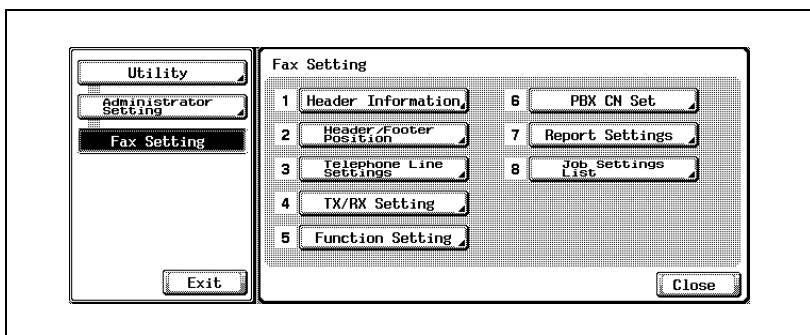 Utility
Administrator
Setting
Fax Setting
Exit
Fax Setting
1 Header Information
2 Header/Footer
Position
3 Telephone Line
Settings
4 TX/RX Setting
5 Function Setting
6 PBX CN Set
7 Report Settings
8 Job Settings
List
Close